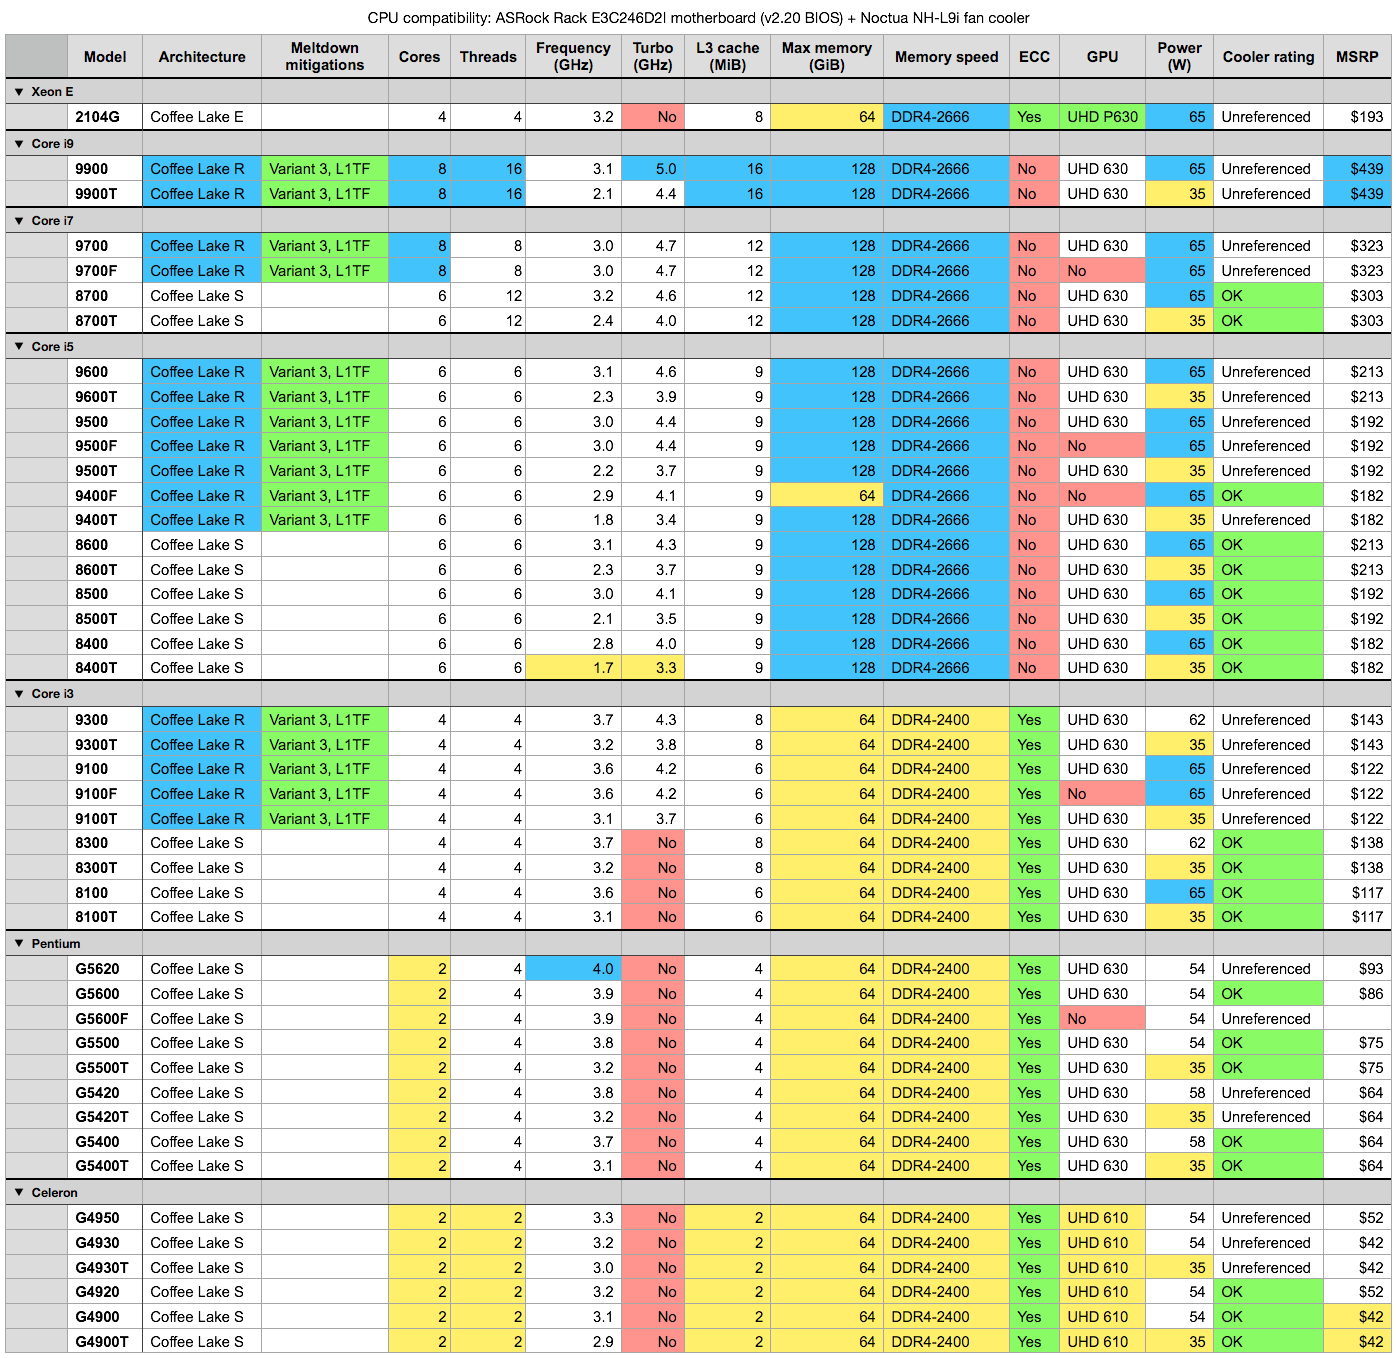 CPU compatibility: ASRock Rack E3C246D2I motherboard (v2.20 BIOS) + Noctua NH-L9i fan cooler
Model Architecture Meltdown mitigations Cores Threads Frequency (GHz) Turbo (GHz) L3 cache (MiB) Max memory (GiB) Memory speed ECC GPU Power (W) Cooler rating MSRP
▼ Xeon E
2104G Coffee Lake E 4 4 3.2 No 8 64 DDR4-2666 Yes UHD P630 65 Unreferenced $193
▼ Core i9
9900 Coffee Lake R Variant 3, L1TF 8 16 3.1 5.0 16 128 DDR4-2666 No UHD 630 65 Unreferenced $439
9900T Coffee Lake R Variant 3, L1TF 8 16 2.1 4.4 16 128 DDR4-2666 No UHD 630 35 Unreferenced $439
▼ Core i7
9700 Coffee Lake R Variant 3, L1TF 8 8 3.0 4.7 12 128 DDR4-2666 No UHD 630 65 Unreferenced $323
9700F Coffee Lake R Variant 3, L1TF 8 8 3.0 4.7 12 128 DDR4-2666 No No 65 Unreferenced $323
8700 Coffee Lake S 6 12 3.2 4.6 12 128 DDR4-2666 No UHD 630 65 OK $303
8700T Coffee Lake S 6 12 2.4 4.0 12 128 DDR4-2666 No UHD 630 35 OK $303
▼ Core i5
9600 Coffee Lake R Variant 3, L1TF 6 6 3.1 4.6 9 128 DDR4-2666 No UHD 630 65 Unreferenced $213
9600T Coffee Lake R Variant 3, L1TF 6 6 2.3 3.9 9 128 DDR4-2666 No UHD 630 35 Unreferenced $213
9500 Coffee Lake R Variant 3, L1TF 6 6 3.0 4.4 9 128 DDR4-2666 No UHD 630 65 Unreferenced $192
9500F Coffee Lake R Variant 3, L1TF 6 6 3.0 4.4 9 128 DDR4-2666 No No 65 Unreferenced $192
9500T Coffee Lake R Variant 3, L1TF 6 6 2.2 3.7 9 128 DDR4-2666 No UHD 630 35 Unreferenced $192
9400F Coffee Lake R Variant 3, L1TF 6 6 2.9 4.1 9 64 DDR4-2666 No No 65 OK $182
9400T Coffee Lake R Variant 3, L1TF 6 6 1.8 3.4 9 128 DDR4-2666 No UHD 630 35 Unreferenced $182
8600 Coffee Lake S 6 6 3.1 4.3 9 128 DDR4-2666 No UHD 630 65 OK $213
8600T Coffee Lake S 6 6 2.3 3.7 9 128 DDR4-2666 No UHD 630 35 OK $213
8500 Coffee Lake S 6 6 3.0 4.1 9 128 DDR4-2666 No UHD 630 65 OK $192
8500T Coffee Lake S 6 6 2.1 3.5 9 128 DDR4-2666 No UHD 630 35 OK $192
8400 Coffee Lake S 6 6 2.8 4.0 9 128 DDR4-2666 No UHD 630 65 OK $182
8400T Coffee Lake S 6 6 1.7 3.3 9 128 DDR4-2666 No UHD 630 35 OK $182
▼ Core i3
9300 Coffee Lake R Variant 3, L1TF 4 4 3.7 4.3 8 64 DDR4-2400 Yes UHD 630 62 Unreferenced $143
9300T Coffee Lake R Variant 3, L1TF 4 4 3.2 3.8 8 64 DDR4-2400 Yes UHD 630 35 Unreferenced $143
9100 Coffee Lake R Variant 3, L1TF 4 4 3.6 4.2 6 64 DDR4-2400 Yes UHD 630 65 Unreferenced $122
9100F Coffee Lake R Variant 3, L1TF 4 4 3.6 4.2 6 64 DDR4-2400 Yes No 65 Unreferenced $122
9100T Coffee Lake R Variant 3, L1TF 4 4 3.1 3.7 6 64 DDR4-2400 Yes UHD 630 35 Unreferenced $122
8300 Coffee Lake S 4 4 3.7 No 8 64 DDR4-2400 Yes UHD 630 62 OK $138
8300T Coffee Lake S 4 4 3.2 No 8 64 DDR4-2400 Yes UHD 630 35 OK $138
8100 Coffee Lake S 4 4 3.6 No 6 64 DDR4-2400 Yes UHD 630 65 OK $117
8100T Coffee Lake S 4 4 3.1 No 6 64 DDR4-2400 Yes UHD 630 35 OK $117
▼ Pentium
G5620 Coffee Lake S 2 4 4.0 No 4 64 DDR4-2400 Yes UHD 630 54 Unreferenced $93
G5600 Coffee Lake S 2 4 3.9 No 4 64 DDR4-2400 Yes UHD 630 54 OK $86
G5600F Coffee Lake S 2 4 3.9 No 4 64 DDR4-2400 Yes No 54 Unreferenced
G5500 Coffee Lake S 2 4 3.8 No 4 64 DDR4-2400 Yes UHD 630 54 OK $75
G5500T Coffee Lake S 2 4 3.2 No 4 64 DDR4-2400 Yes UHD 630 35 OK $75
G5420 Coffee Lake S 2 4 3.8 No 4 64 DDR4-2400 Yes UHD 630 58 Unreferenced $64
G5420T Coffee Lake S 2 4 3.2 No 4 64 DDR4-2400 Yes UHD 630 35 Unreferenced $64
G5400 Coffee Lake S 2 4 3.7 No 4 64 DDR4-2400 Yes UHD 630 58 OK $64
G5400T Coffee Lake S 2 4 3.1 No 4 64 DDR4-2400 Yes UHD 630 35 OK $64
▼ Celeron
G4950 Coffee Lake S 2 2 3.3 No 2 64 DDR4-2400 Yes UHD 610 54 Unreferenced $52
G4930 Coffee Lake S 2 2 3.2 No 2 64 DDR4-2400 Yes UHD 610 54 Unreferenced $42
G4930T Coffee Lake S 2 2 3.0 No 2 64 DDR4-2400 Yes UHD 610 35 Unreferenced $42
G4920 Coffee Lake S 2 2 3.2 No 2 64 DDR4-2400 Yes UHD 610 54 OK $52
G4900 Coffee Lake S 2 2 3.1 No 2 64 DDR4-2400 Yes UHD 610 54 OK $42
G4900T Coffee Lake S 2 2 2.9 No 2 64 DDR4-2400 Yes UHD 610 35 OK $42